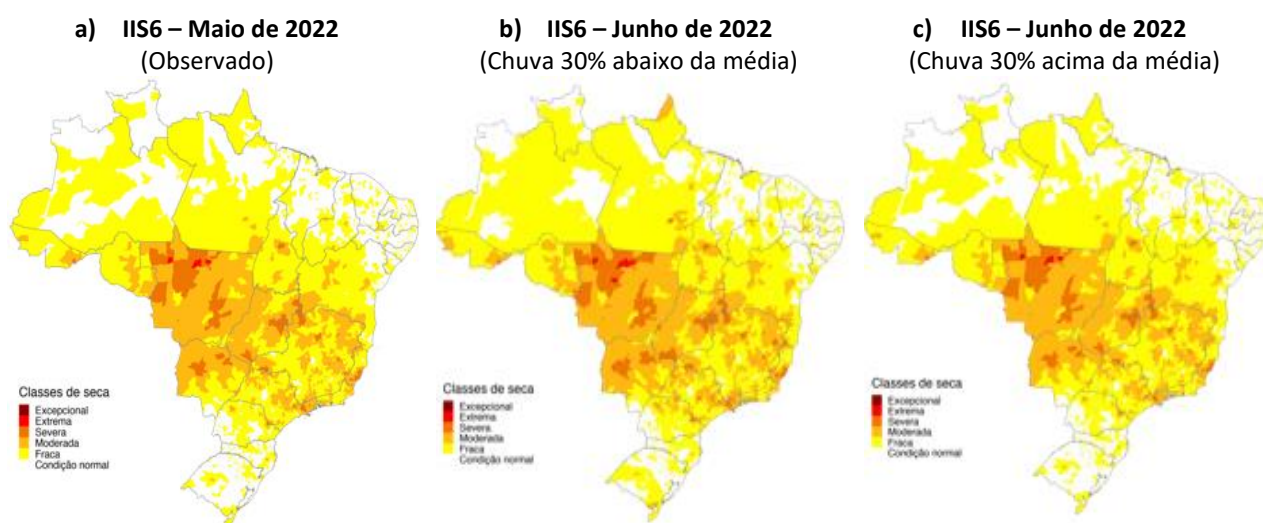 a) IIS6 – Maio de 2022
(Observado)
b) IIS6 – Junho de 2022
(Chuva 30% abaixo da média)
c) IIS6 – Junho de 2022
(Chuva 30% acima da média)
Classes de seca
Excepcional
Extrema
Severa
Moderada
Fraca
Condição normal
Classes de seca
Excepcional
Extrema
Severa
Moderada
Fraca
Condição normal
Classes de seca
Excepcional
Extrema
Severa
Moderada
Fraca
Condição normal